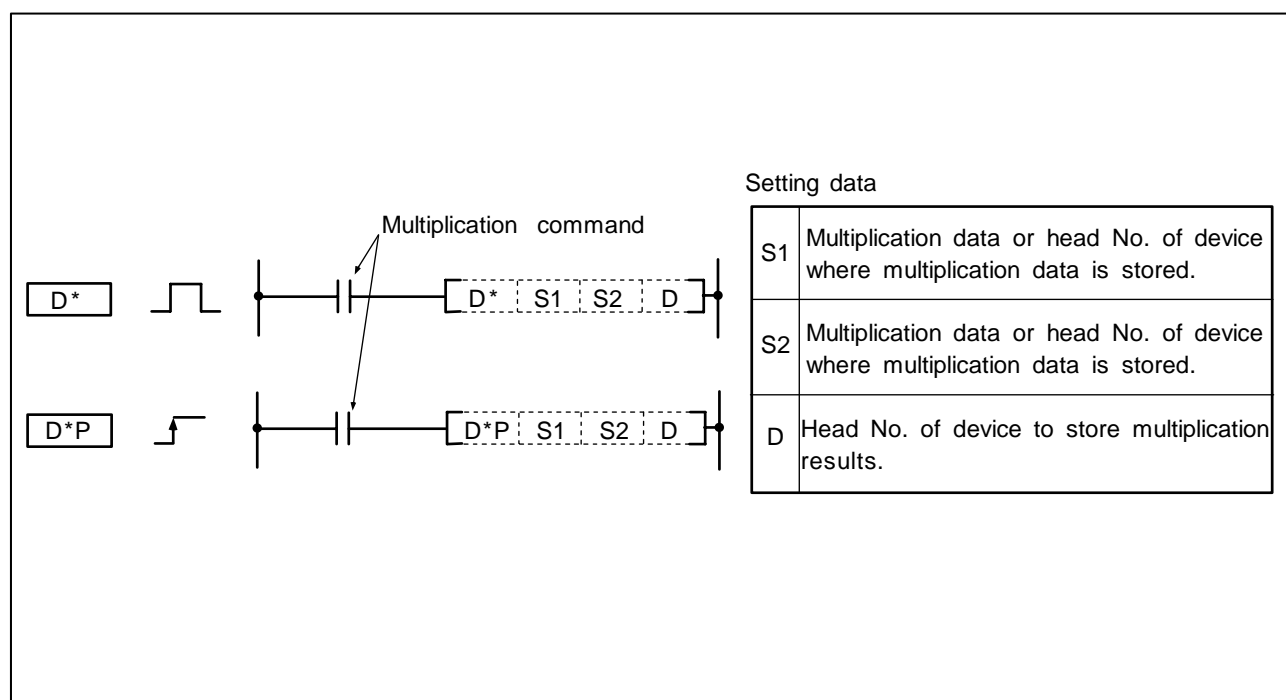 Setting data
Multiplication command
S1 Multiplication data or head No. of device
where multiplication data is stored.
D* D* S1 S2 D
S2 Multiplication data or head No. of device
where multiplication data is stored.
D*P D*P S1 S2 D
D Head No. of device to store multiplication
results.